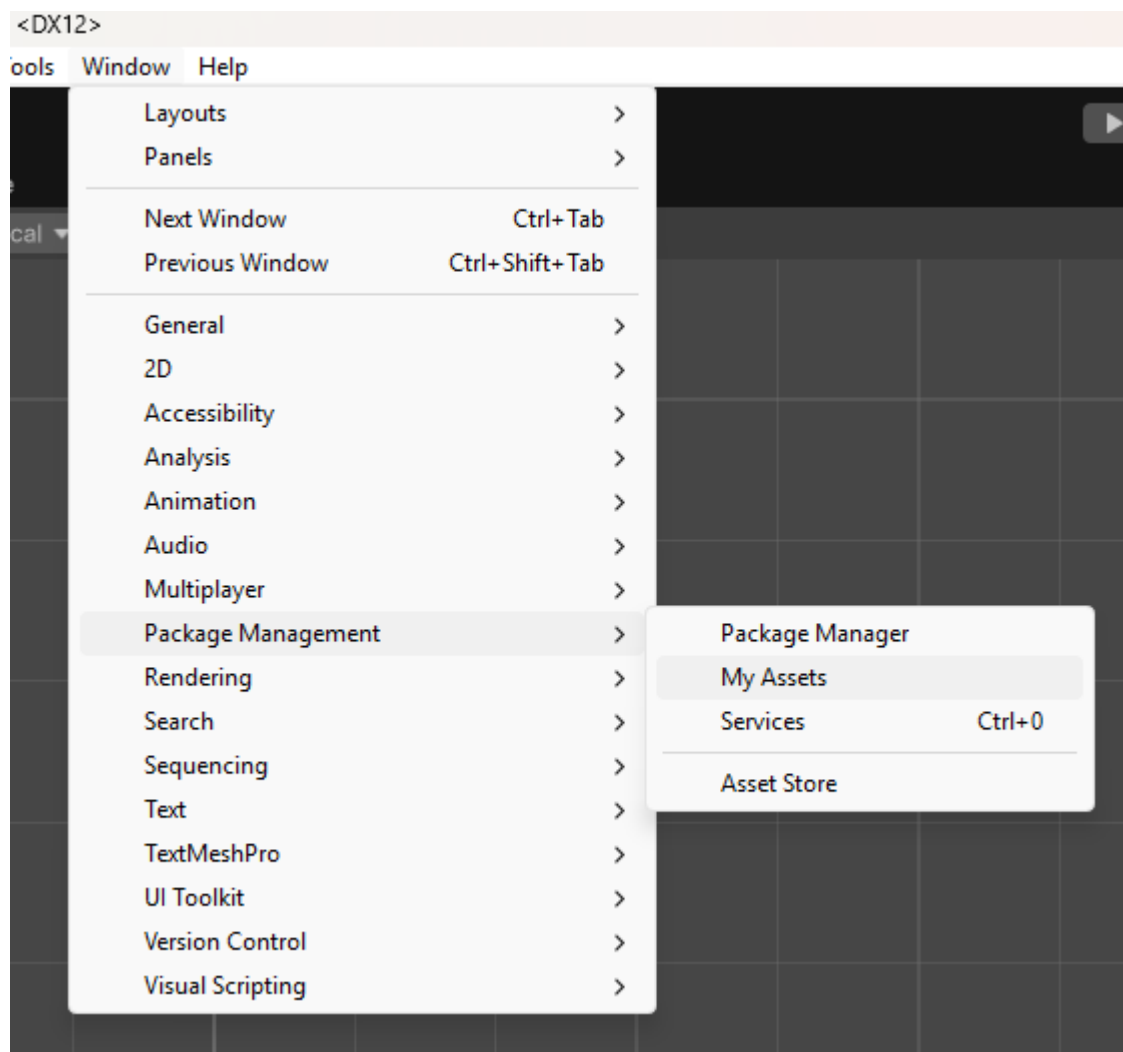 <DX12>
ools Window Help
Layouts
Panels
Next Window Ctrl+Tab
Previous Window Ctrl+Shift+Tab
cal
General
2D
Accessibility
Analysis
Animation
Audio
Multiplayer
Package Management
Rendering
Search
Sequencing
Text
TextMeshPro
UI Toolkit
Version Control
Visual Scripting
Package Manager
My Assets
Services Ctrl+0
Asset Store